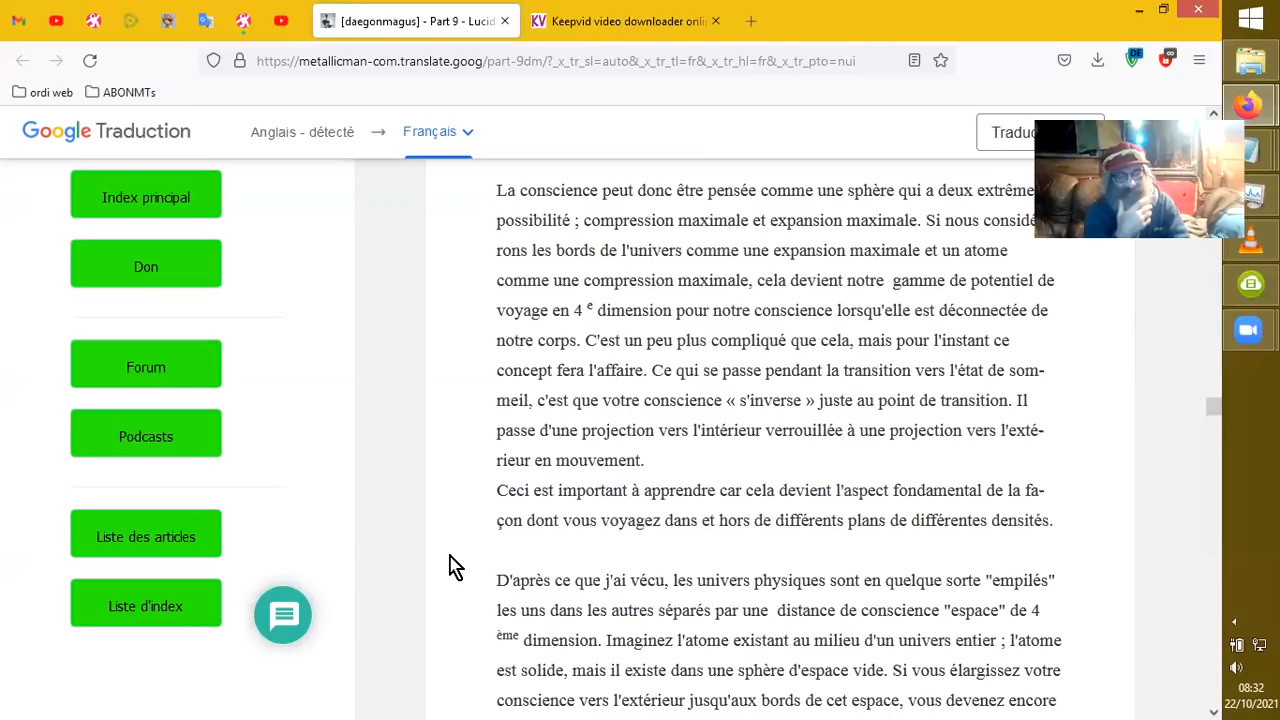 [daegonmagus] - Part 9 - Lucid
Keepvid video downloader onli
https://metallicman-com.translate.goog/part-9dm/?_x_tr_sl=auto&_x_tr_tl=fr&_x_tr_hl=fr&_x_tr_pto=nui
ordi web
ABONMTs
Google Traduction
Anglais - détecté
Français
Index principal
Don
Forum
Podcasts
Liste des articles
Liste d'index
La conscience peut donc être pensée comme une sphère qui a deux extrême
possibilité ; compression maximale et expansion maximale. Si nous considé
rons les bords de l'univers comme une expansion maximale et un atome
comme une compression maximale, cela devient notre gamme de potentiel de
voyage en 4 e dimension pour notre conscience lorsqu'elle est déconnectée de
notre corps. C'est un peu plus compliqué que cela, mais pour l'instant ce
concept fera l'affaire. Ce qui se passe pendant la transition vers l'état de som-
meil, c'est que votre conscience « s'inverse » juste au point de transition. Il
passe d'une projection vers l'intérieur verrouillée à une projection vers l'exté-
rieur en mouvement.
Ceci est important à apprendre car cela devient l'aspect fondamental de la fa-
çon dont vous voyagez dans et hors de différents plans de différentes densités.
D'après ce que j'ai vécu, les univers physiques sont en quelque sorte "empilés"
les uns dans les autres séparés par une distance de conscience "espace" de 4
ème dimension. Imaginez l'atome existant au milieu d'un univers entier ; l'atome
est solide, mais il existe dans une sphère d'espace vide. Si vous élargissez votre
conscience vers l'extérieur jusqu'aux bords de cet espace, vous devenez encore
08:32
22/10/2021